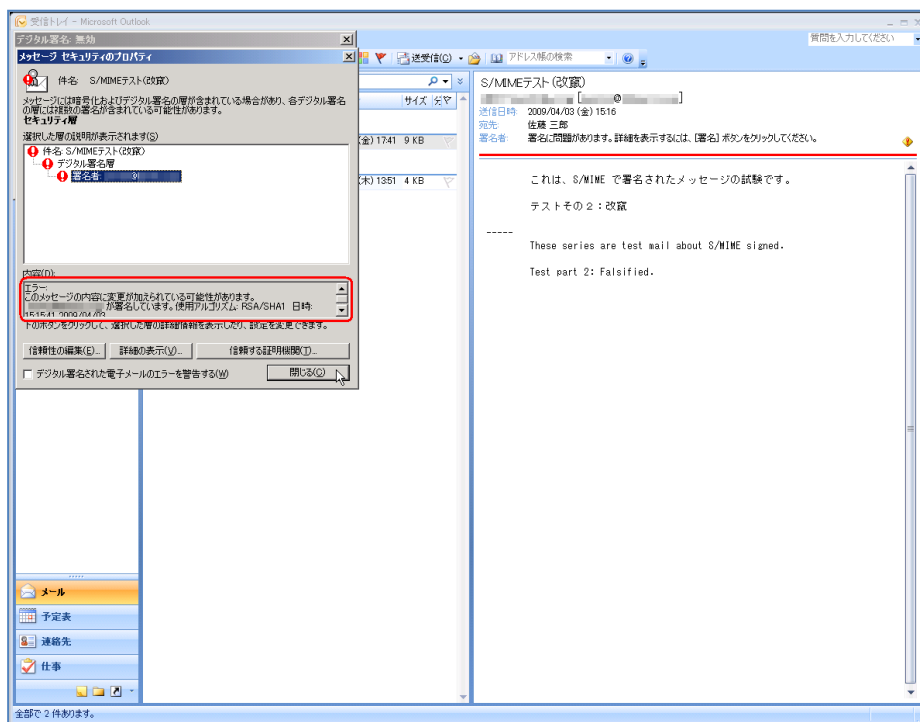 受信トレイ - Microsoft Outlook
デジタル署名: 無効
質問を入力してください
メッセージ セキュリティのプロパティ
送受信(C)
アドレス帳の検索
件名: S/MIMEテスト(改竄)
メッセージには暗号化およびデジタル署名の層が含まれている場合があり、各デジタル署名
の層には複数の署名が含まれている可能性があります。
セキュリティ層
選択した層の説明が表示されます(S)
件名: S/MIMEテスト(改竄)
デジタル署名層
署名者:
内容(D):
エラー:
このメッセージの内容に変更が加えられている可能性があります。
が署名しています。使用アルゴリズム: RSA/SHA1 日時:
15:15:41 2009/04/03
下のボタンをクリックして、選択した層の詳細情報を表示したり、設定を変更できます。
信頼性の編集(E)... 詳細の表示(V)... 信頼する証明機関(T)...
デジタル署名された電子メールのエラーを警告する(W)
閉じる(C)
サイズ 分
(金) 17:41 9 KB
(木) 13:51 4 KB
S/MIMEテスト(改竄)
送信日時: 2009/04/03 (金) 15:16
宛先: 佐藤 三郎
署名者: 署名に問題があります。詳細を表示するには、[署名] ボタンをクリックしてください。
これは、S/MIME で署名されたメッセージの試験です。
テストその２：改竄
-----
These series are test mail about S/MIME signed.
Test part 2: Falsified.
メール
予定表
連絡先
仕事
全部で 2 件あります。